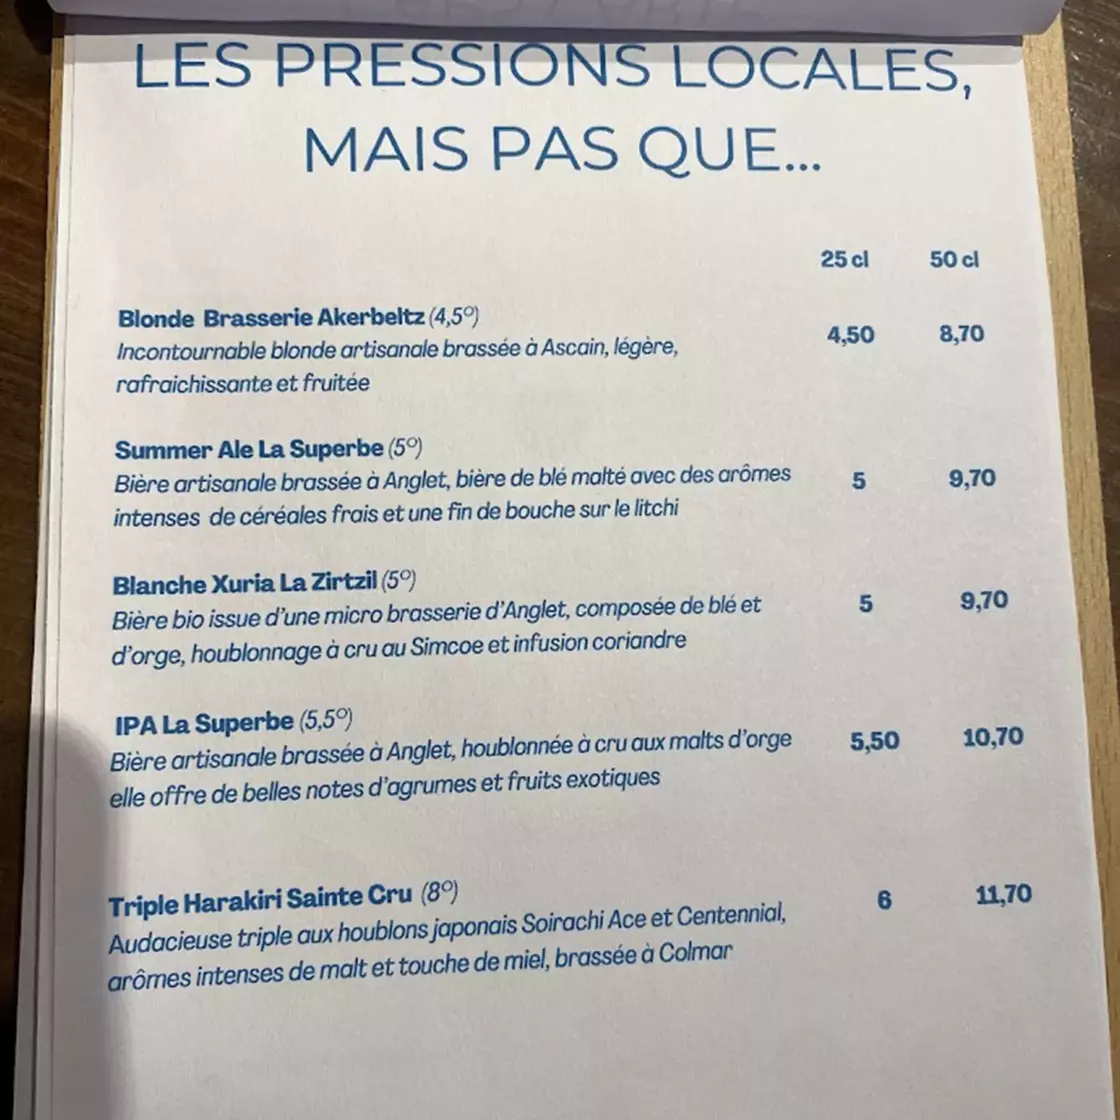 LES PRESSIONS LOCALES,
MAIS PAS QUE...
25 cl 50 cl
Blonde Brasserie Akerbeltz (4,5°)
Incontournable blonde artisanale brassée à Ascain, légère, 4,50 8,70
rafraichissante et fruitée
Summer Ale La Superbe (5°)
Bière artisanale brassée à Anglet, bière de blé malté avec des arômes 5 9,70
intenses de céréales frais et une fin de bouche sur le litchi
Blanche Xuria La Zirtzil (5°)
Bière bio issue d'une micro brasserie d'Anglet, composée de blé et 5 9,70
d'orge, houblonnage à cru au Simcoe et infusion coriandre
IPA La Superbe (5,5°)
Bière artisanale brassée à Anglet, houblonnée à cru aux malts d'orge 5,50 10,70
elle offre de belles notes d'agrumes et fruits exotiques
Triple Harakiri Sainte Cru (8°)
Audacieuse triple aux houblons japonais Soirachi Ace et Centennial, 6 11,70
arômes intenses de malt et touche de miel, brassée à Colmar